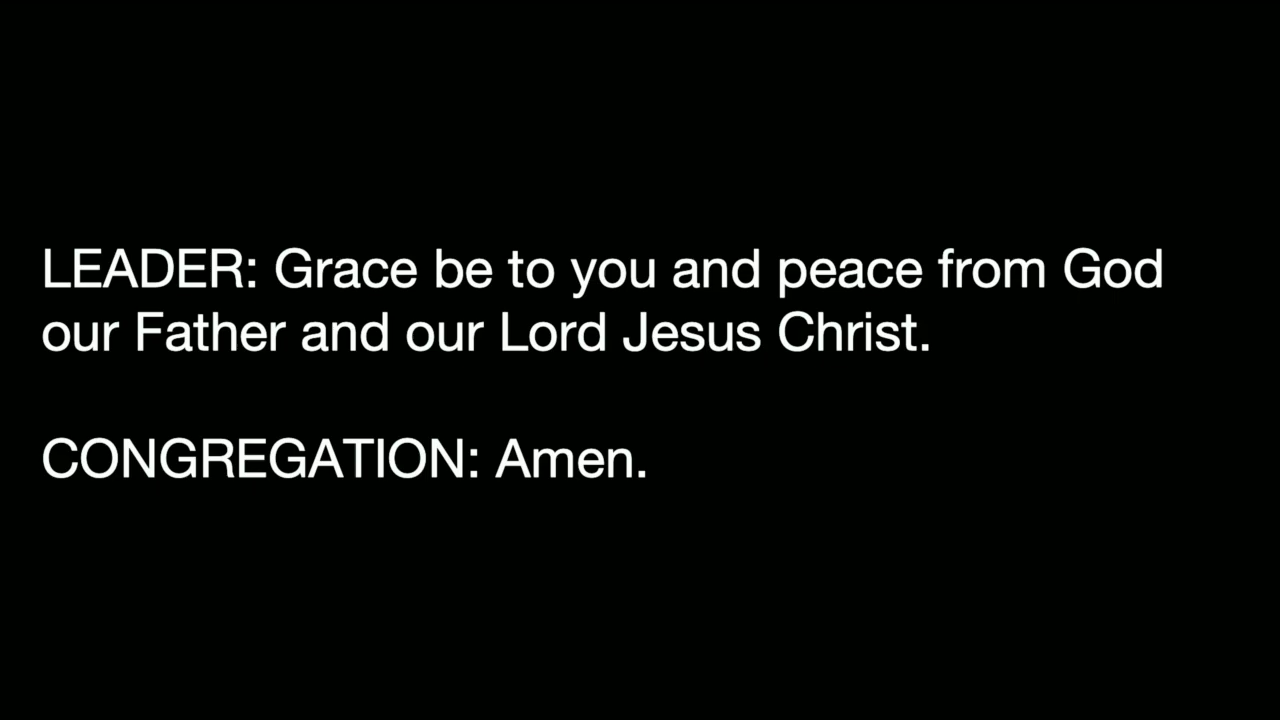 LEADER: Grace be to you and peace from God
our Father and our Lord Jesus Christ.
CONGREGATION: Amen.